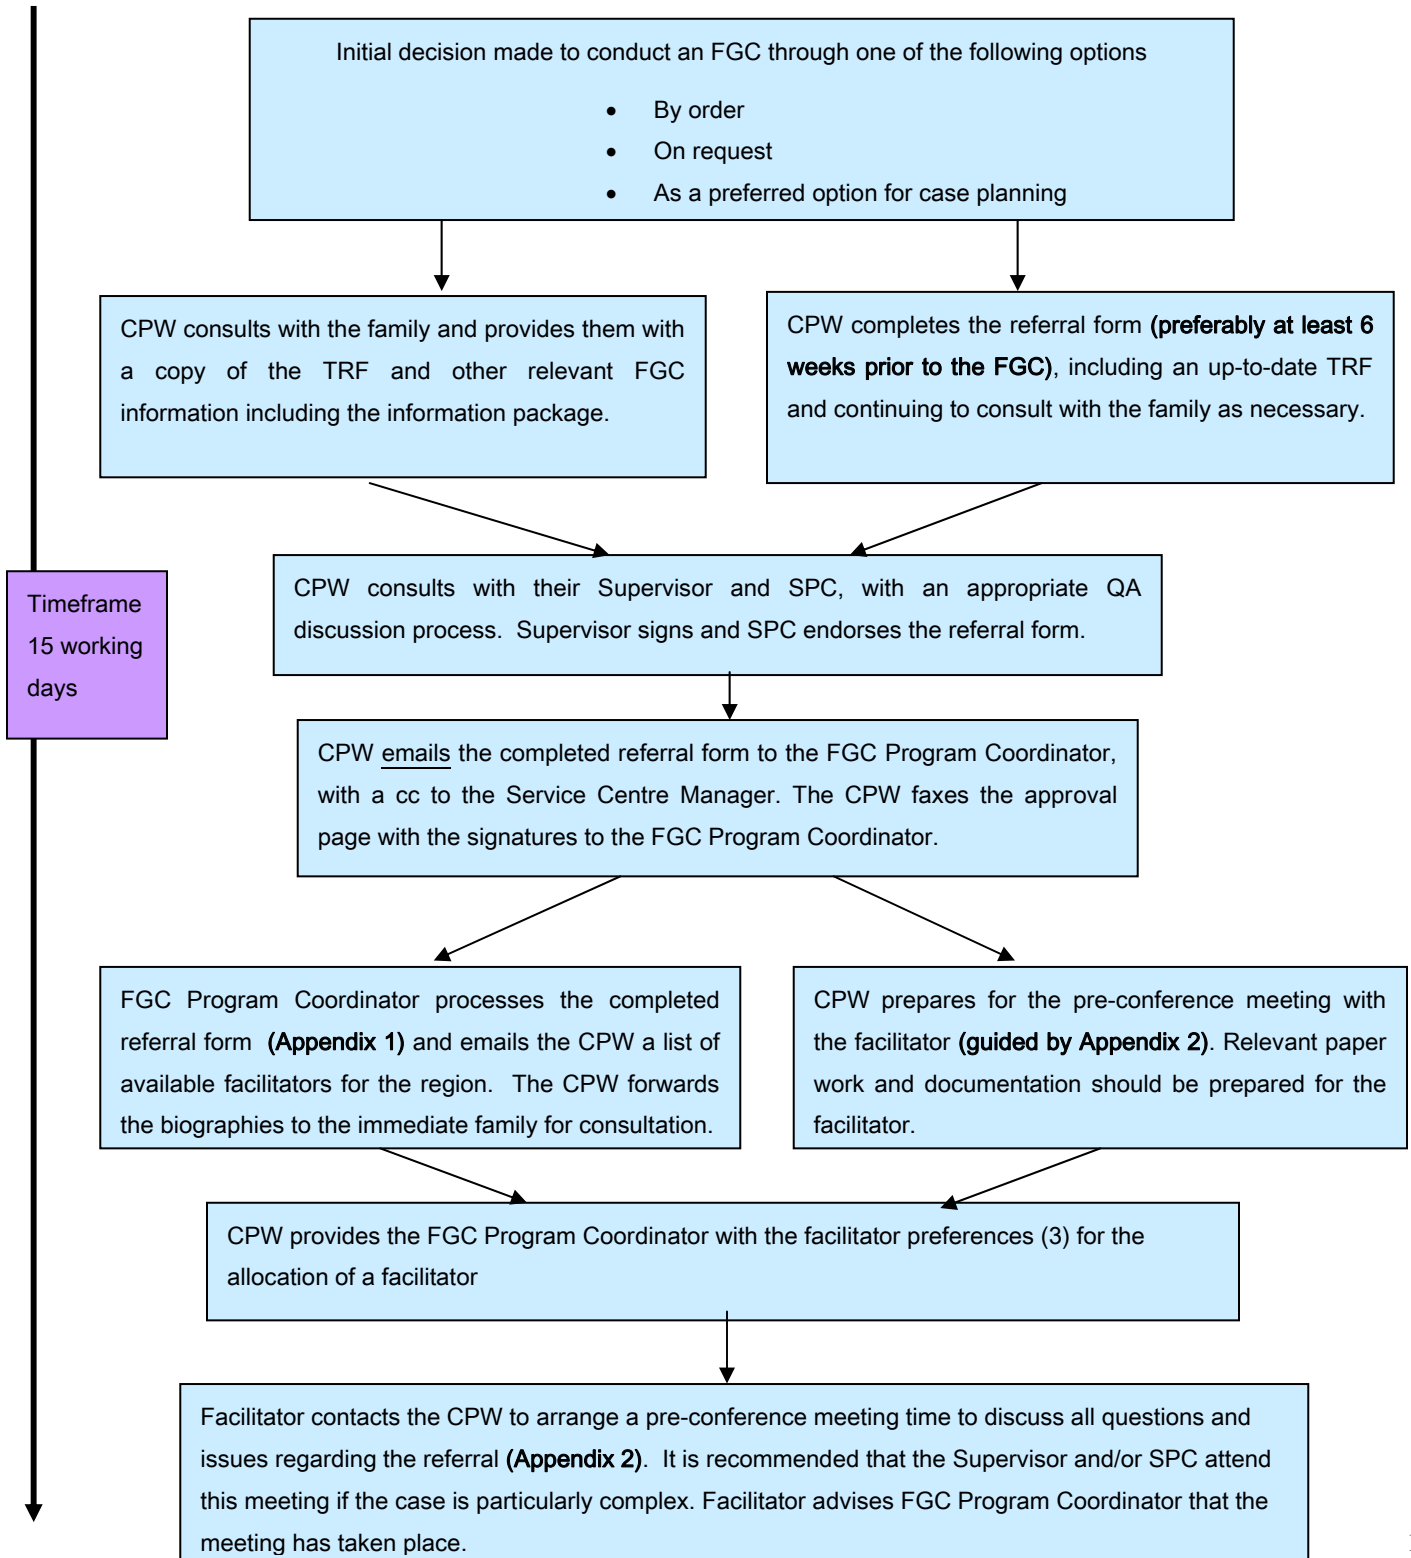 Initial decision made to conduct an FGC through one of the following options
• By order
• On request
• As a preferred option for case planning
CPW consults with the family and provides them with
a copy of the TRF and other relevant FGC
information including the information package.
CPW completes the referral form (preferably at least 6
weeks prior to the FGC), including an up-to-date TRF
and continuing to consult with the family as necessary.
Timeframe
15 working
days
CPW consults with their Supervisor and SPC, with an appropriate QA
discussion process. Supervisor signs and SPC endorses the referral form.
CPW emails the completed referral form to the FGC Program Coordinator,
with a cc to the Service Centre Manager. The CPW faxes the approval
page with the signatures to the FGC Program Coordinator.
FGC Program Coordinator processes the completed
referral form (Appendix 1) and emails the CPW a list of
available facilitators for the region. The CPW forwards
the biographies to the immediate family for consultation.
CPW prepares for the pre-conference meeting with
the facilitator (guided by Appendix 2). Relevant paper
work and documentation should be prepared for the
facilitator.
CPW provides the FGC Program Coordinator with the facilitator preferences (3) for the
allocation of a facilitator
Facilitator contacts the CPW to arrange a pre-conference meeting time to discuss all questions and
issues regarding the referral (Appendix 2). It is recommended that the Supervisor and/or SPC attend
this meeting if the case is particularly complex. Facilitator advises FGC Program Coordinator that the
meeting has taken place.